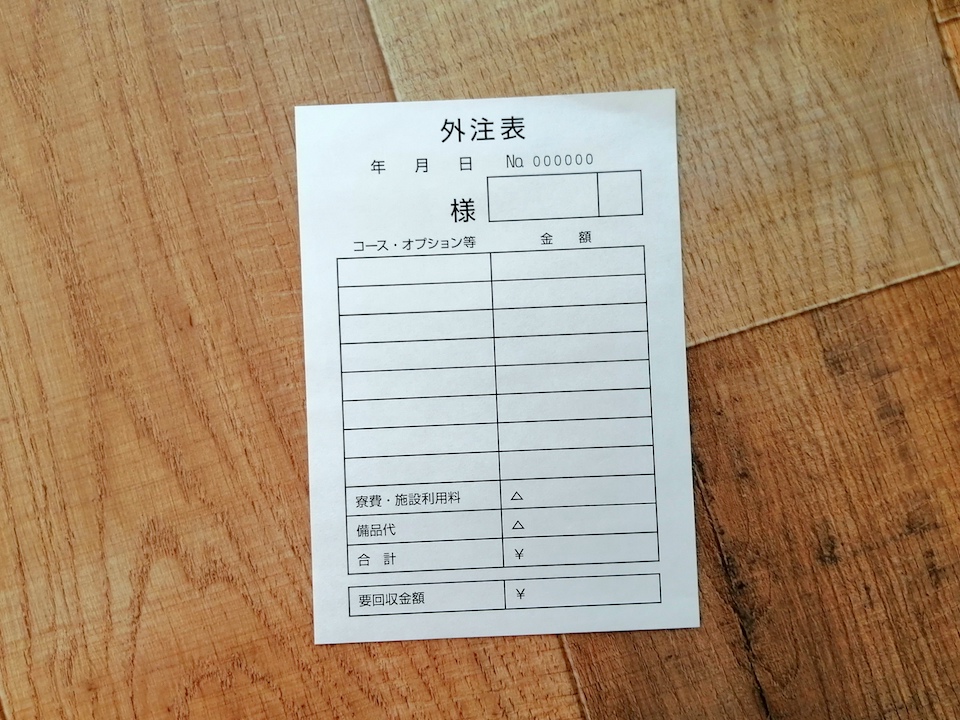 外注表
年 月 日 No. 000000
様
コース・オプション等 金 額
寮費・施設利用料 △
備品代 △
合 計 ¥
要回収金額 ¥